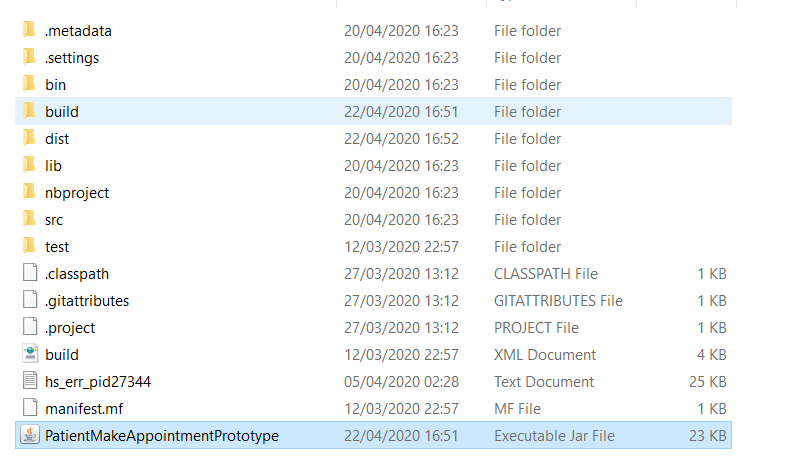 .metadata 20/04/2020 16:23 File folder
.settings 20/04/2020 16:23 File folder
bin 20/04/2020 16:23 File folder
build 22/04/2020 16:51 File folder
dist 22/04/2020 16:52 File folder
lib 20/04/2020 16:23 File folder
nbproject 20/04/2020 16:23 File folder
src 20/04/2020 16:23 File folder
test 12/03/2020 22:57 File folder
.classpath 27/03/2020 13:12 CLASSPATH File 1 KB
.gitattributes 27/03/2020 13:12 GITATTRIBUTES File 1 KB
.project 27/03/2020 13:12 PROJECT File 1 KB
build 12/03/2020 22:57 XML Document 4 KB
hs_err_pid27344 05/04/2020 02:28 Text Document 25 KB
manifest.mf 12/03/2020 22:57 MF File 1 KB
PatientMakeAppointmentPrototype 22/04/2020 16:51 Executable Jar File 23 KB